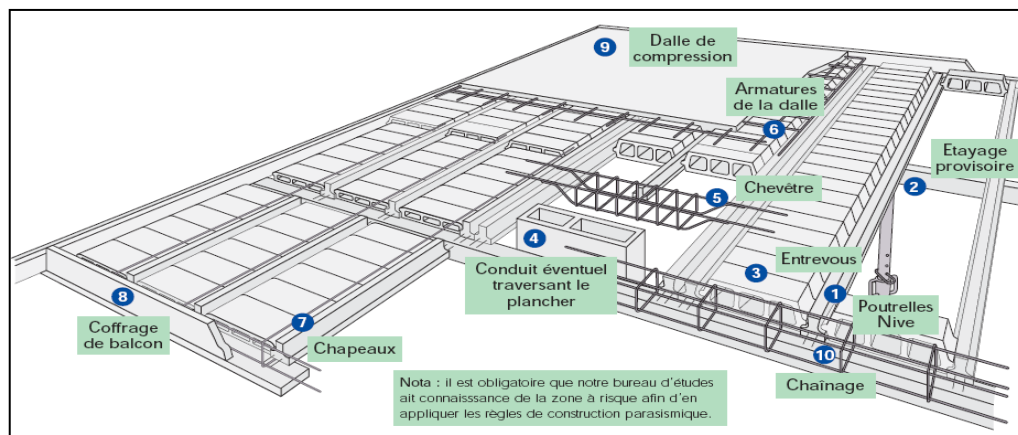 9
Dalle de
compression
Armatures
de la dalle
6
Etayage
provisoire
2
5
Chevêtre
4
Conduit éventuel
traversant le
plancher
3
Entrevous
1
Poutrelles
Nive
8
Coffrage
de balcon
7
Chapeaux
10
Chaînage
Nota : il est obligatoire que notre bureau d'études
ait connaisssance de la zone à risque afin d'en
appliquer les règles de construction parasismique.